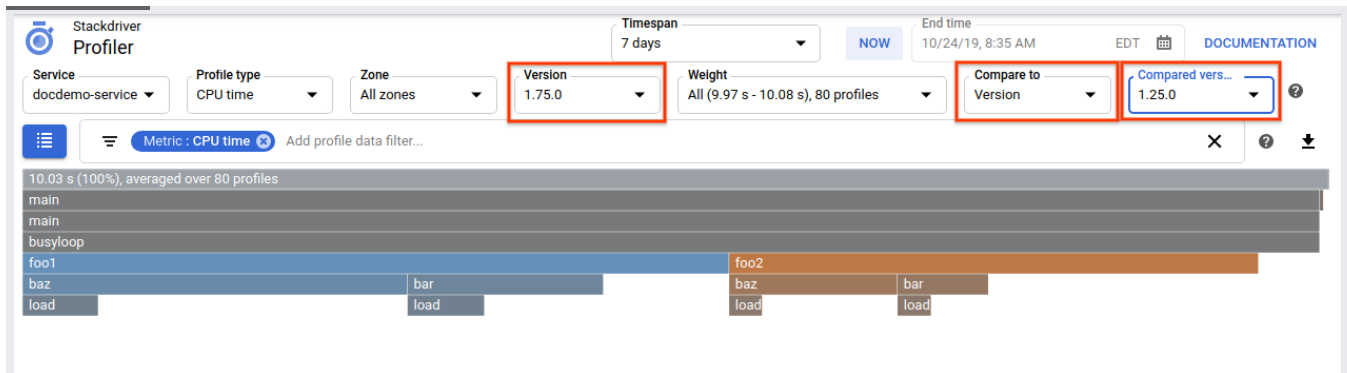 Stackdriver
Profiler
Timespan
7 days
NOW
End time
10/24/19, 8:35 AM EDT
DOCUMENTATION
Service
docdemo-service
Profile type
CPU time
Zone
All zones
Version
1.75.0
Weight
All (9.97 s - 10.08 s), 80 profiles
Compare to
Version
Compared vers...
1.25.0
Metric : CPU time
Add profile data filter...
10.03 s (100%), averaged over 80 profiles
main
main
busyloop
foo1 foo2
baz bar baz bar
load load load load